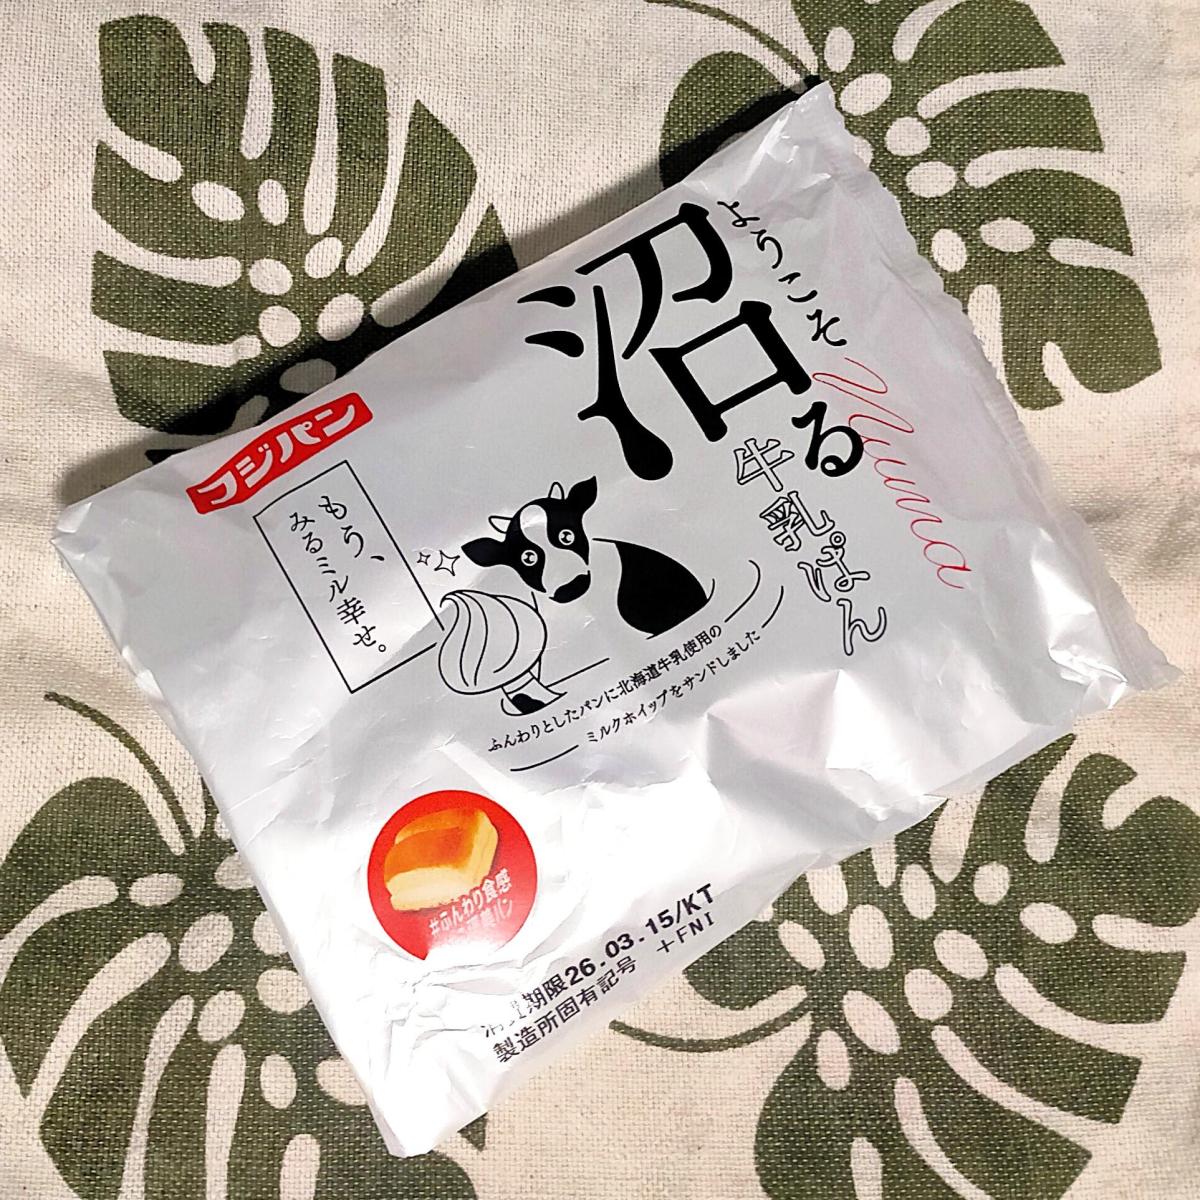 ようこそ
沼る
Numa
牛乳ぱん
フジパン
もう、
みるミル幸せ。
ふんわりとしたパンに北海道牛乳使用の
ミルクホイップをサンドしました
#ふんわり食感
パン
期限26.03.15/KT
製造所固有記号 +FNI